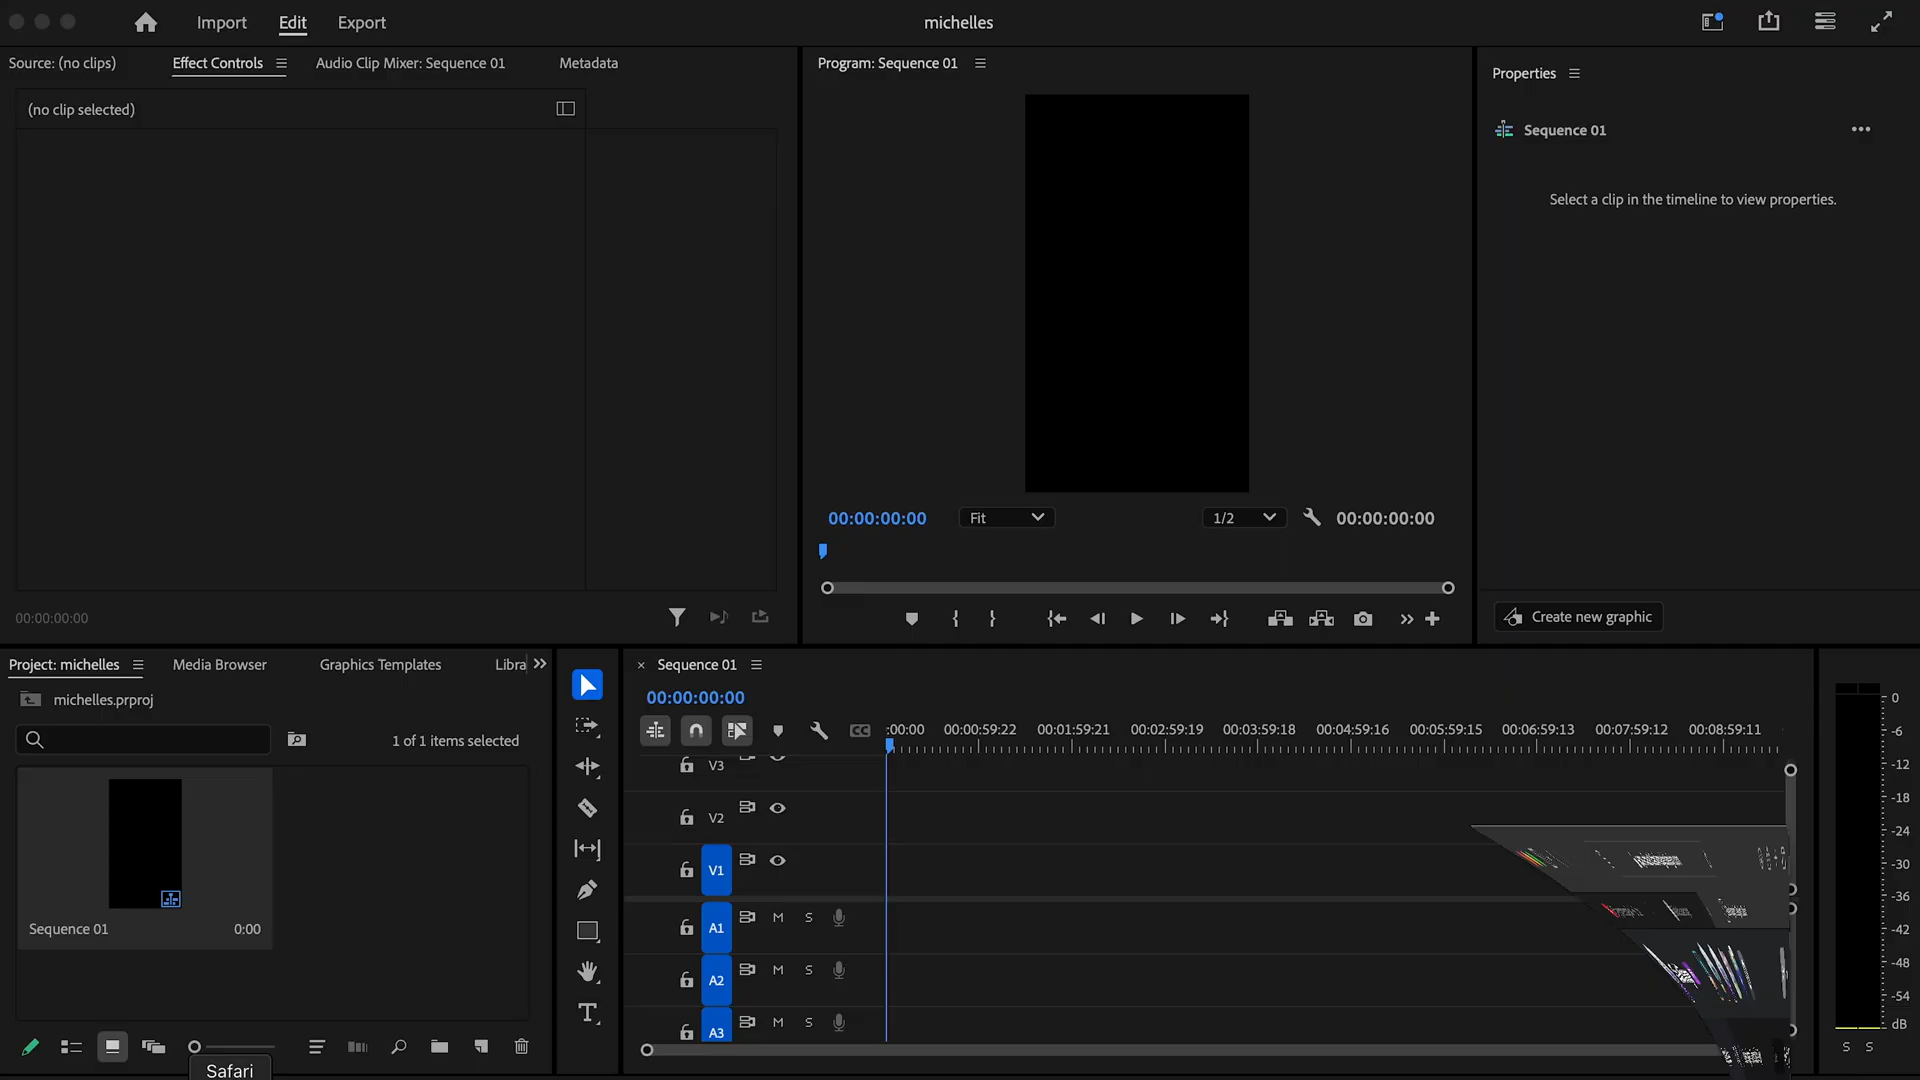 Import Edit Export michelles
Source: (no clips) Effect Controls Audio Clip Mixer: Sequence 01 Metadata
(no clip selected)
00:00:00:00
Program: Sequence 01
00:00:00:00 Fit 1/2 00:00:00:00
Properties
Sequence 01
Select a clip in the timeline to view properties.
Create new graphic
Project: michelles Media Browser Graphics Templates Libra
michelles.prproj
1 of 1 items selected
Sequence 01 0:00
Safari
T
Sequence 01
00:00:00:00
CC :00:00 00:00:59:22 00:01:59:21 00:02:59:19 00:03:59:18 00:04:59:16 00:05:59:15 00:06:59:13 00:07:59:12 00:08:59:11
V3
V2
V1
A1 M S
A2 M S
A3 M S
0
-6
-12
-18
-24
-30
-36
-42
-48
-54
dB
S S